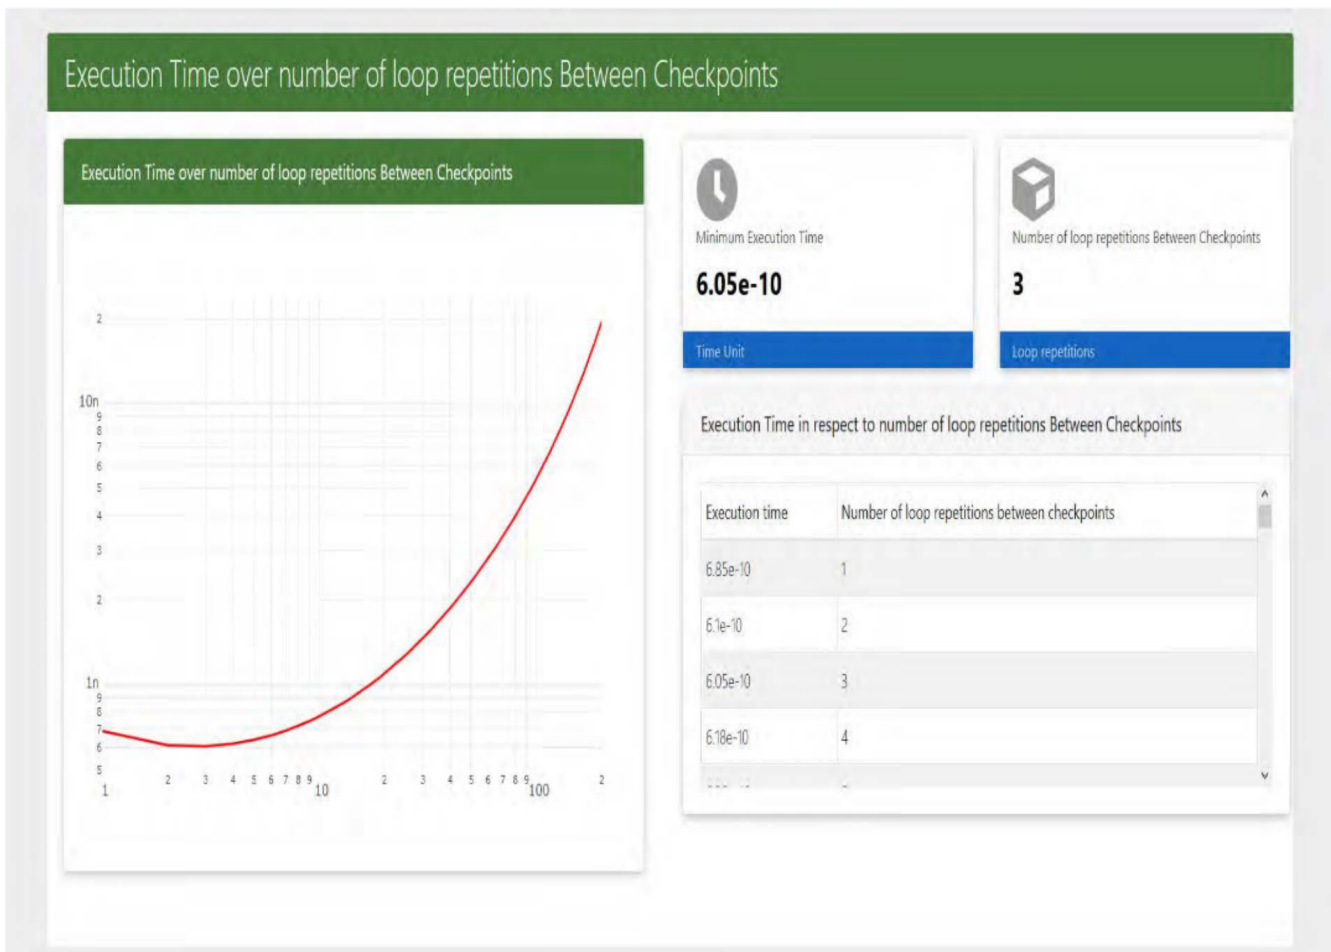 Execution Time over number of loop repetitions Between Checkpoints
Execution Time over number of loop repetitions Between Checkpoints
2
10n
9
8
7
6
5
4
3
2
1n
9
8
7
6
5
1
2
3
4
5
6
7
8
9
10
2
3
4
5
6
7
8
9
100
2
Minimum Execution Time
6.05e-10
Time Unit
Number of loop repetitions Between Checkpoints
3
Loop repetitions
Execution Time in respect to number of loop repetitions Between Checkpoints
Execution time Number of loop repetitions between checkpoints
6.85e-10 1
6.1e-10 2
6.05e-10 3
6.18e-10 4